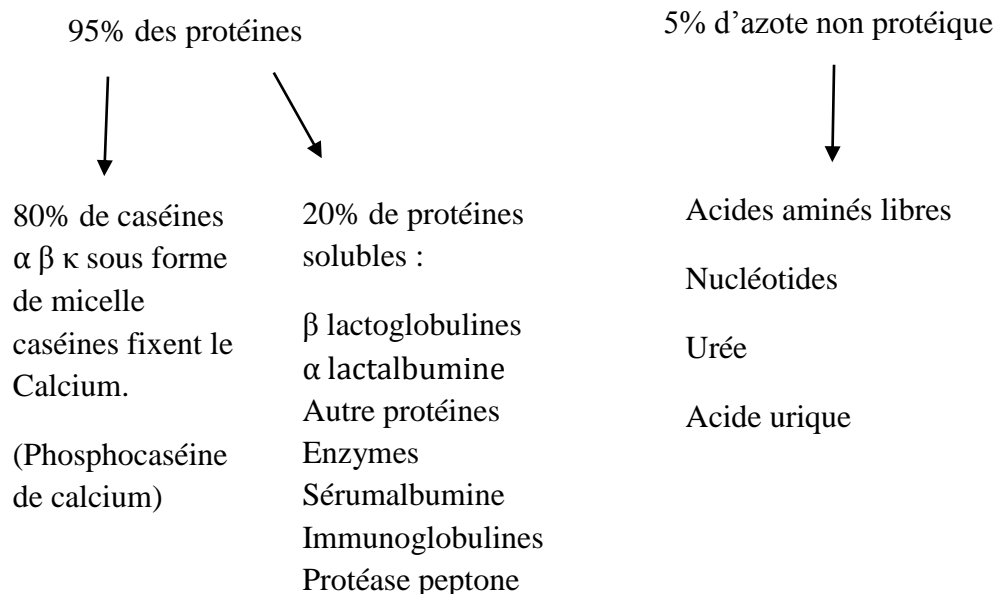 95% des protéines
5% d’azote non protéique
80% de caséines
α β κ sous forme
de micelle
caséines fixent le
Calcium.
(Phosphocaséine
de calcium)
20% de protéines
solubles :
β lactoglobulines
α lactalbumine
Autre protéines
Enzymes
Sérumalbumine
Immunoglobulines
Protéase peptone
Acides aminés libres
Nucléotides
Urée
Acide urique